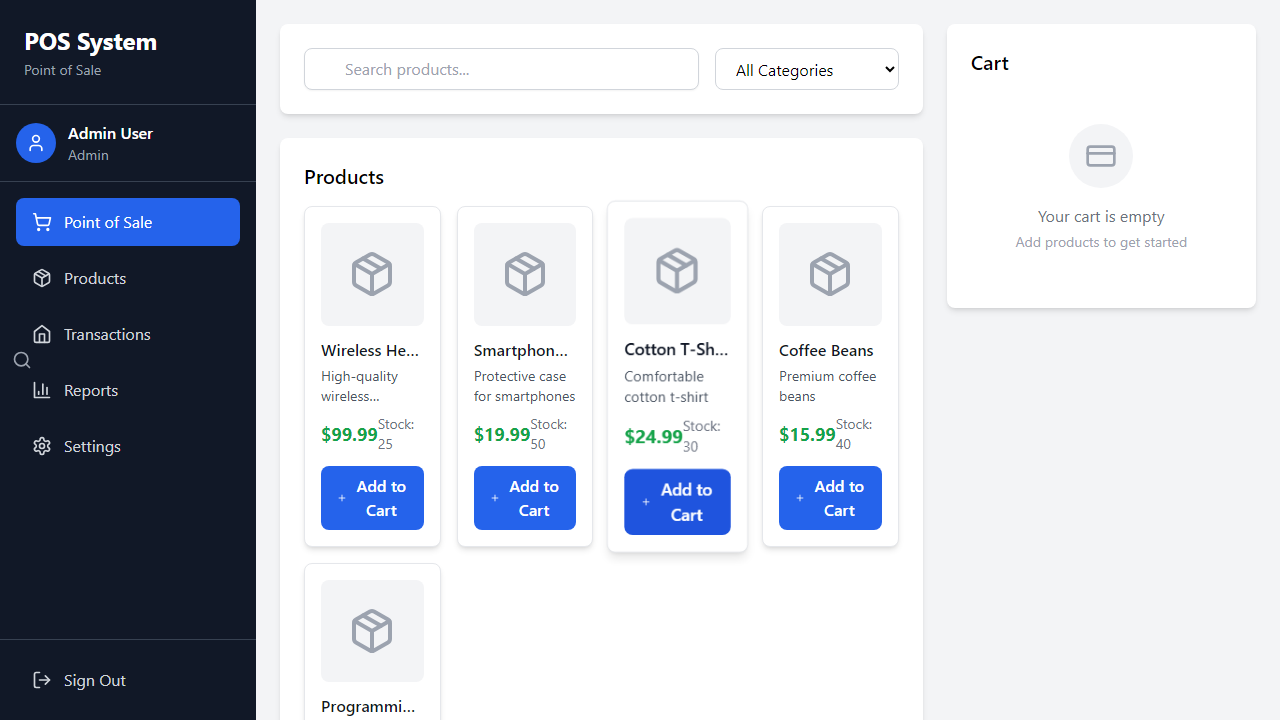 POS System
Point of Sale
Admin User
Admin
Point of Sale
Products
Transactions
Reports
Settings
Sign Out
Search products...
All Categories
Products
Wireless He...
High-quality
wireless...
$99.99
Stock:
25
+ Add to
Cart
Smartphon...
Protective case
for smartphones
$19.99
Stock:
50
+ Add to
Cart
Cotton T-Sh...
Comfortable
cotton t-shirt
$24.99
Stock:
30
+ Add to
Cart
Coffee Beans
Premium coffee
beans
$15.99
Stock:
40
+ Add to
Cart
Programmi...
Cart
Your cart is empty
Add products to get started